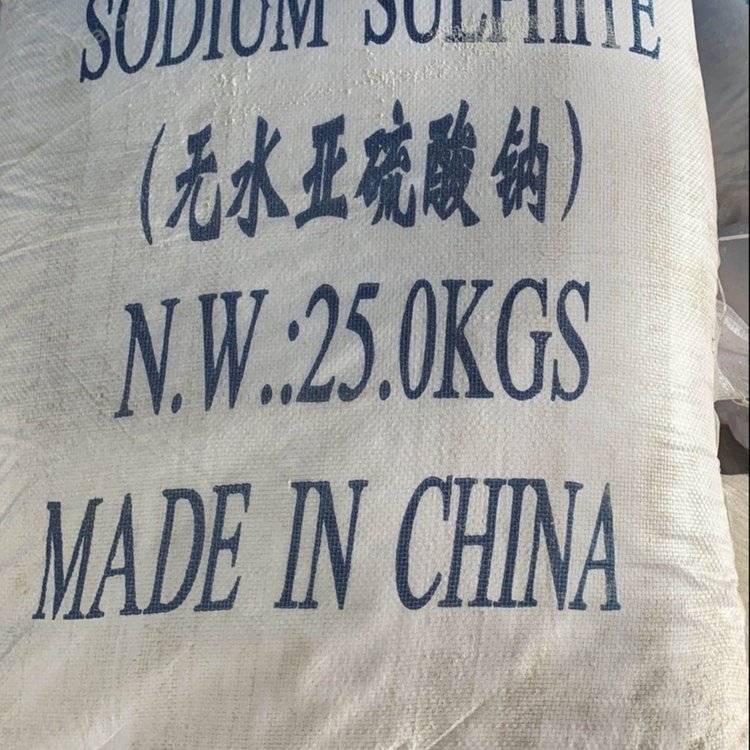 SODIUM SULPHITE
(无水亚硫酸钠)
N.W.:25.0KGS
MADE IN CHINA